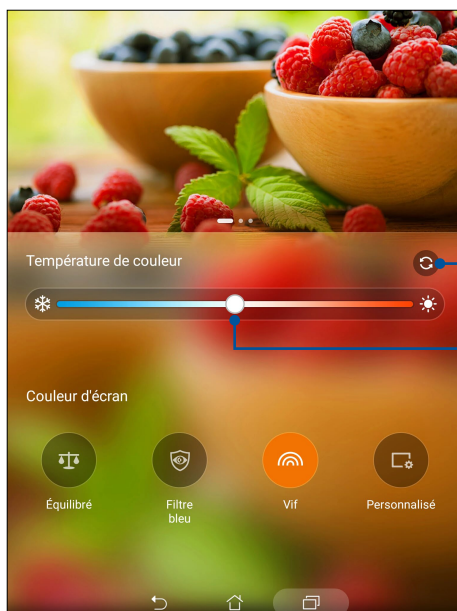 Température de couleur
Couleur d'écran
Équilibré
Filtre
bleu
Vif
Personnalisé